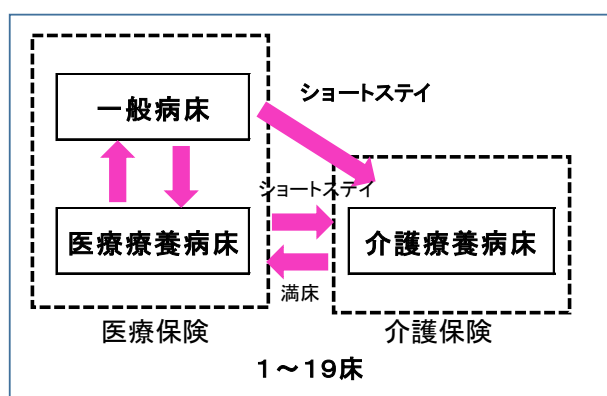 一般病床
ショートステイ
ショートステイ
医療療養病床
介護療養病床
満床
医療保険
介護保険
１～１９床